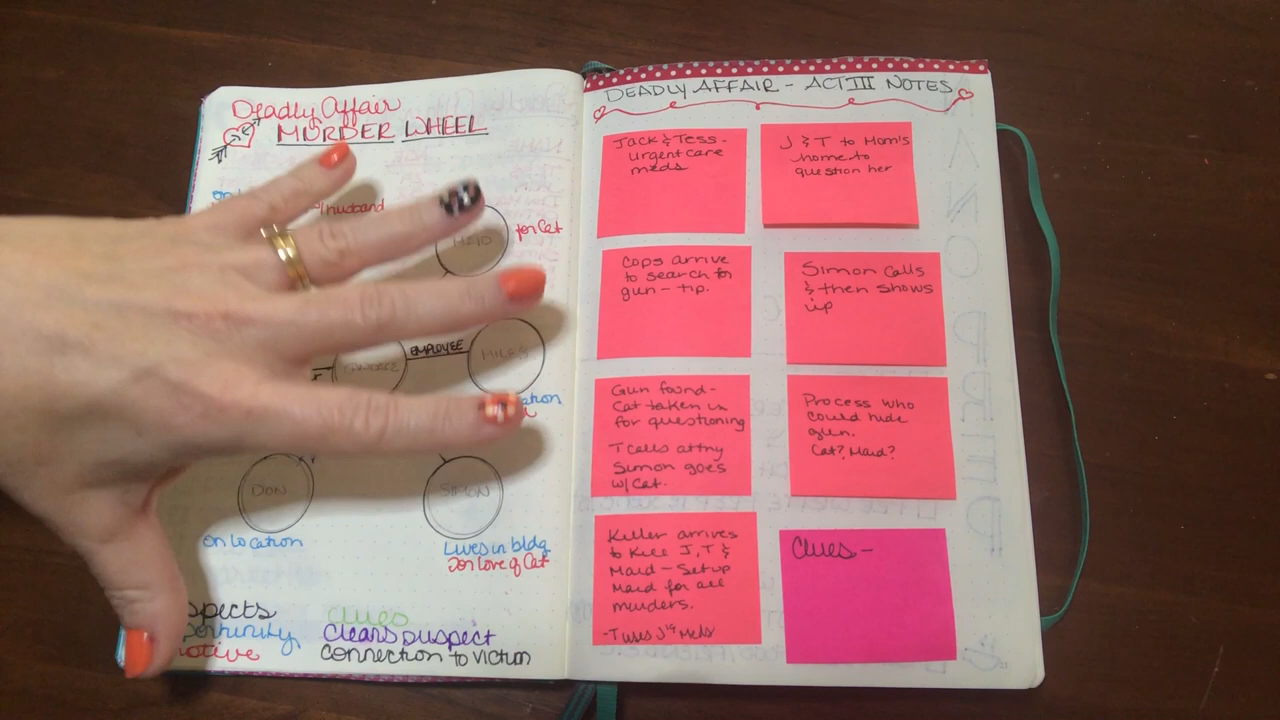 Deadly Affair
MURDER WHEEL
husband
MAID
for Cat
EMPLOYEE
MILES
DON
on location
SIMON
Lives in bldg
For love of Cat
Clues
Clears suspect
Connection to Victim
DEADLY AFFAIR - ACT III NOTES
Jack & Tess -
urgent care
meds
J & T to Mom's
home to
question her
Cops arrive
to search for
gun - tip.
Simon calls
& then shows
up
Gun found -
Cat taken in
for questioning
T calls attny
Simon goes
w/ Cat.
Process who
could hide
gun.
Cat? Maid?
Killer arrives
to kill J, T &
Maid - Set up
Maid for all
murders.
- T uses J's Meds
Clues -